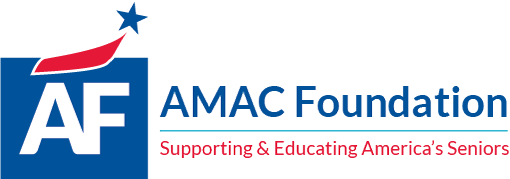 AF
AMAC Foundation
Supporting & Educating America's Seniors